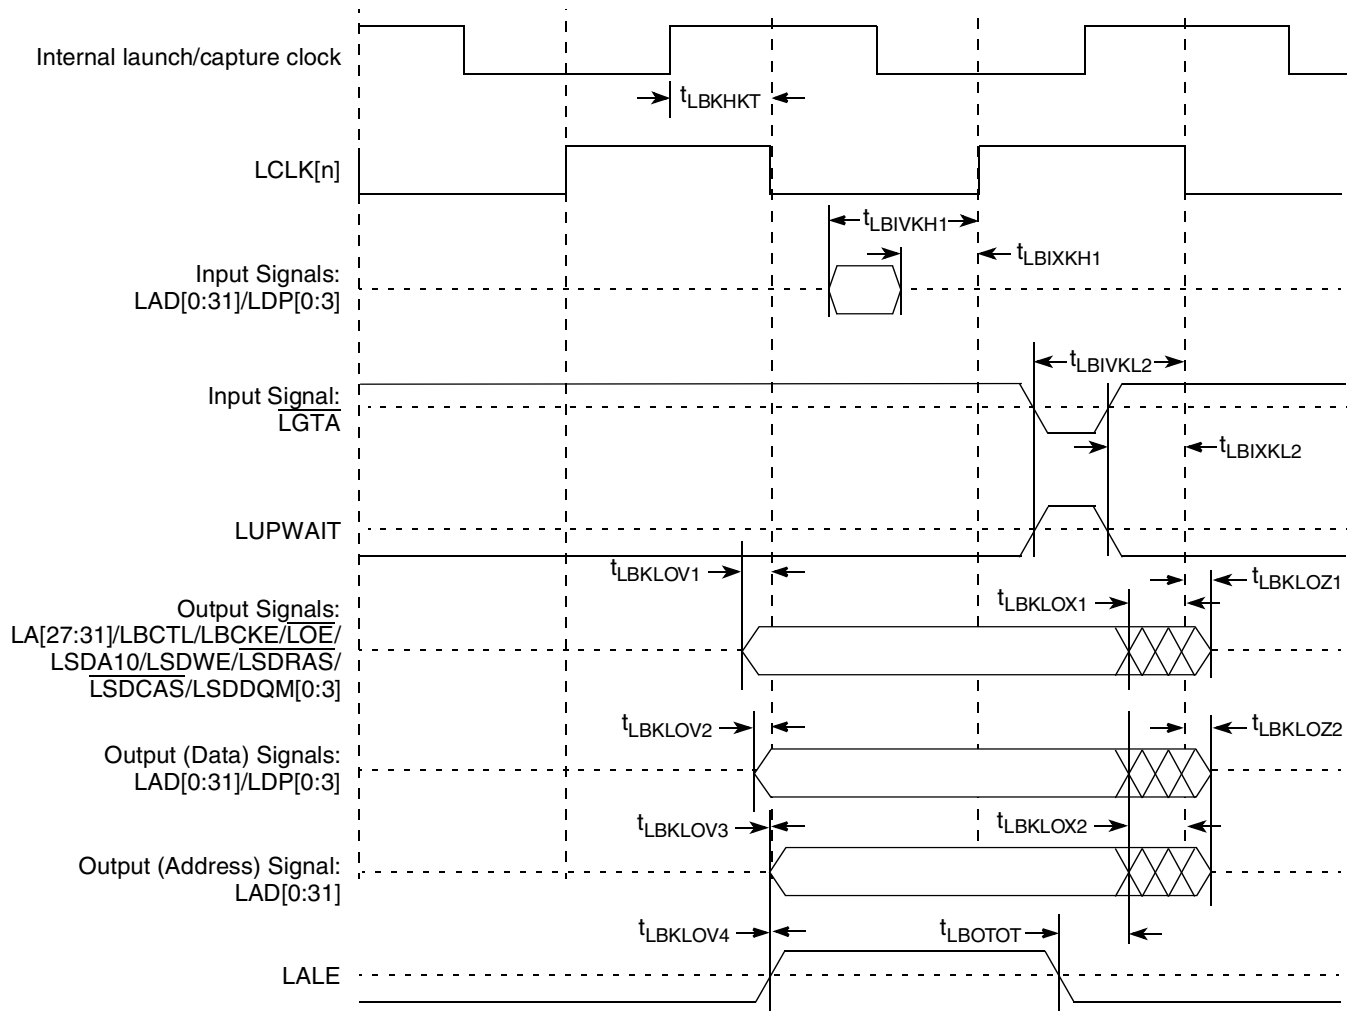 Internal launch/capture clock
tLBKHKT
LCLK[n]
tLBIVKH1
tLBIXKH1
Input Signals:
LAD[0:31]/LDP[0:3]
tLBIVKL2
Input Signal:
LGTA
tLBIXKL2
LUPWAIT
tLBKLOV1
tLBKLOZ1
tLBKLOX1
Output Signals:
LA[27:31]/LBCTL/LBCKE/LOE/
LSDA10/LSDWE/LSDRAS/
LSDCAS/LSDDQM[0:3]
tLBKLOV2
tLBKLOZ2
Output (Data) Signals:
LAD[0:31]/LDP[0:3]
tLBKLOV3
tLBKLOX2
Output (Address) Signal:
LAD[0:31]
tLBKLOV4
tLBOTOT
LALE